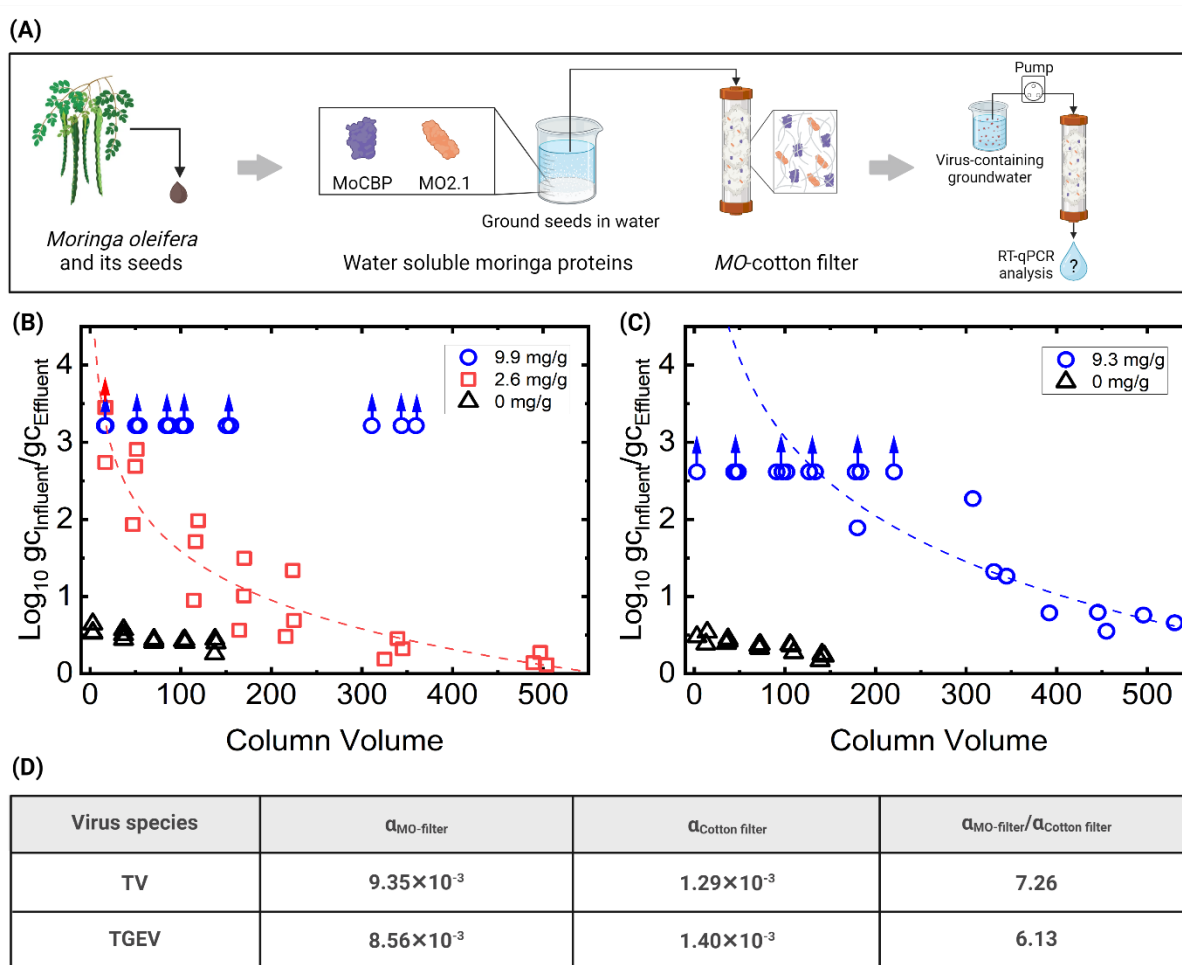 (A)
Moringa oleifera
and its seeds
MoCBP
MO2.1
Ground seeds in water
Water soluble moringa proteins
MO-cotton filter
Pump
Virus-containing
groundwater
RT-qPCR
analysis
?
(B)
Log₁₀ gcInfluent/gcEffluent
4
3
2
1
0
0 100 200 300 400 500
Column Volume
9.9 mg/g
2.6 mg/g
0 mg/g
(C)
Log₁₀ gcInfluent/gcEffluent
4
3
2
1
0
0 100 200 300 400 500
Column Volume
9.3 mg/g
0 mg/g
(D)
Virus species αMO-filter αCotton filter αMO-filter/αCotton filter
TV 9.35×10⁻³ 1.29×10⁻³ 7.26
TGEV 8.56×10⁻³ 1.40×10⁻³ 6.13